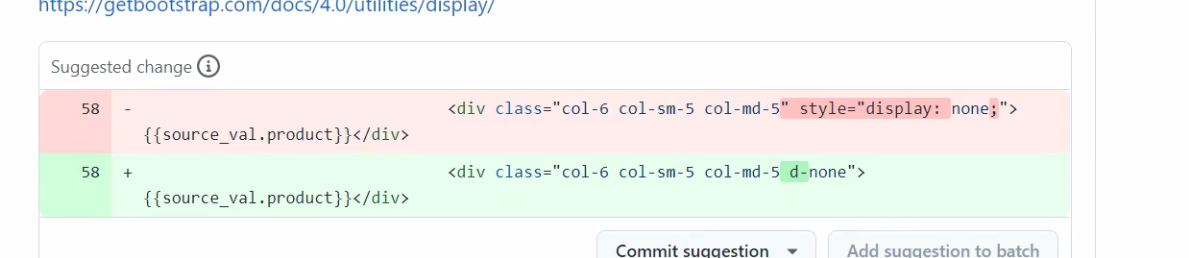 https://getbootstrap.com/docs/4.0/utilities/display/
Suggested change
58 - <div class="col-6 col-sm-5 col-md-5" style="display: none;">
{{source_val.product}}</div>
58 + <div class="col-6 col-sm-5 col-md-5 d-none">
{{source_val.product}}</div>
Commit suggestion Add suggestion to batch